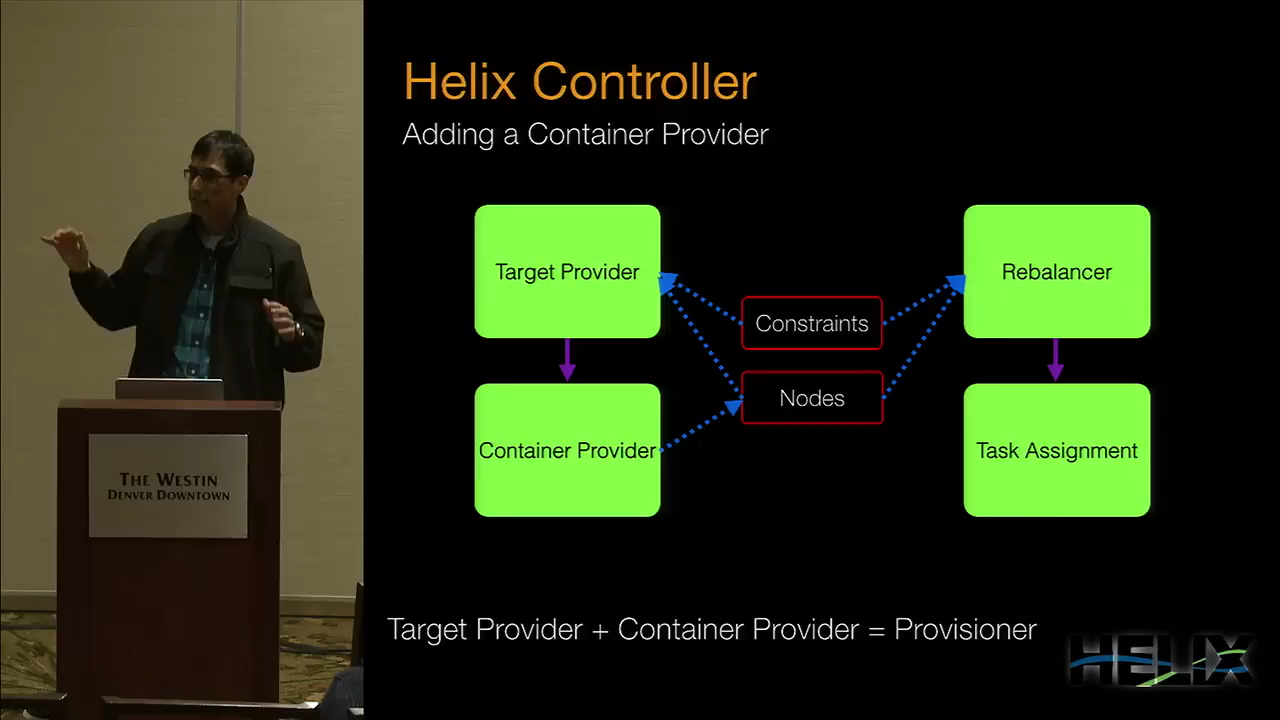 Helix Controller
Adding a Container Provider
Target Provider
Rebalancer
Constraints
Nodes
Container Provider
Task Assignment
Target Provider + Container Provider = Provisioner
HELIX
THE WESTIN
DENVER DOWNTOWN